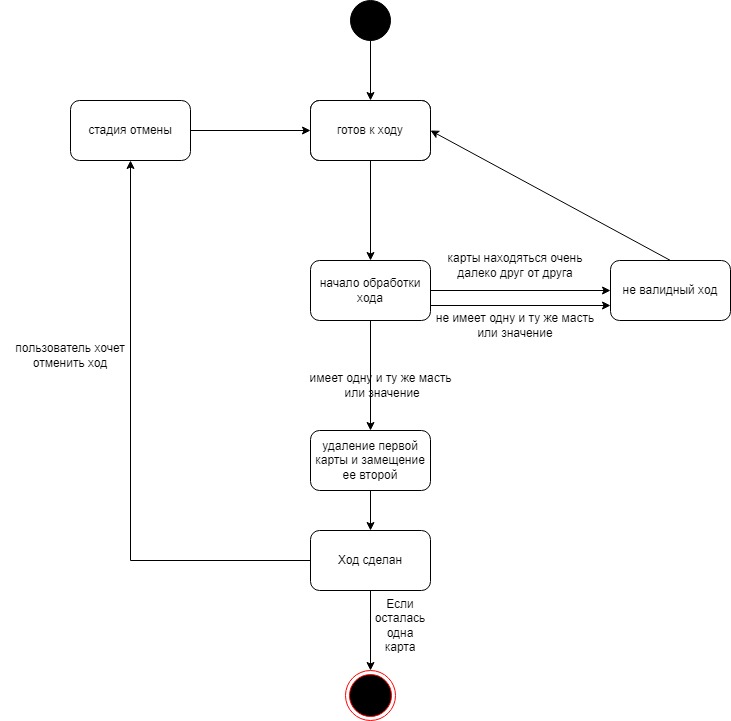 стадия отмены
готов к ходу
начало обработки
хода
карты находяться очень
далеко друг от друга
не валидный ход
не имеет одну и ту же масть
или значение
пользователь хочет
отменить ход
имеет одну и ту же масть
или значение
удаление первой
карты и замещение
ее второй
Ход сделан
Если
осталась
одна
карта